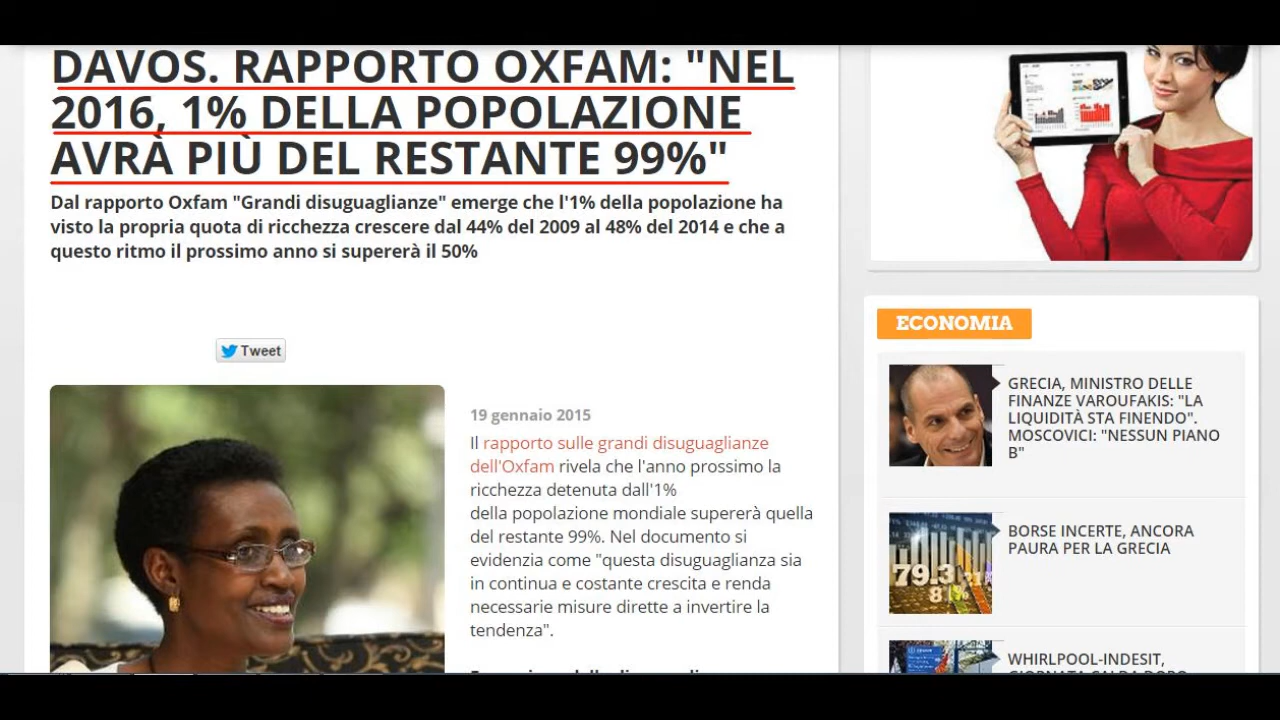 DAVOS. RAPPORTO OXFAM: "NEL
2016, 1% DELLA POPOLAZIONE
AVRÀ PIÙ DEL RESTANTE 99%"
Dal rapporto Oxfam "Grandi disuguaglianze" emerge che l'1% della popolazione ha
visto la propria quota di ricchezza crescere dal 44% del 2009 al 48% del 2014 e che a
questo ritmo il prossimo anno si supererà il 50%
Tweet
19 gennaio 2015
Il rapporto sulle grandi disuguaglianze
dell'Oxfam rivela che l'anno prossimo la
ricchezza detenuta dall'1%
della popolazione mondiale supererà quella
del restante 99%. Nel documento si
evidenzia come "questa disuguaglianza sia
in continua e costante crescita e renda
necessarie misure dirette a invertire la
tendenza".
ECONOMIA
GRECIA, MINISTRO DELLE
FINANZE VAROUFAKIS: "LA
LIQUIDITÀ STA FINENDO".
MOSCOVICI: "NESSUN PIANO
B"
79.3
BORSE INCERTE, ANCORA
PAURA PER LA GRECIA
WHIRLPOOL-INDESIT,